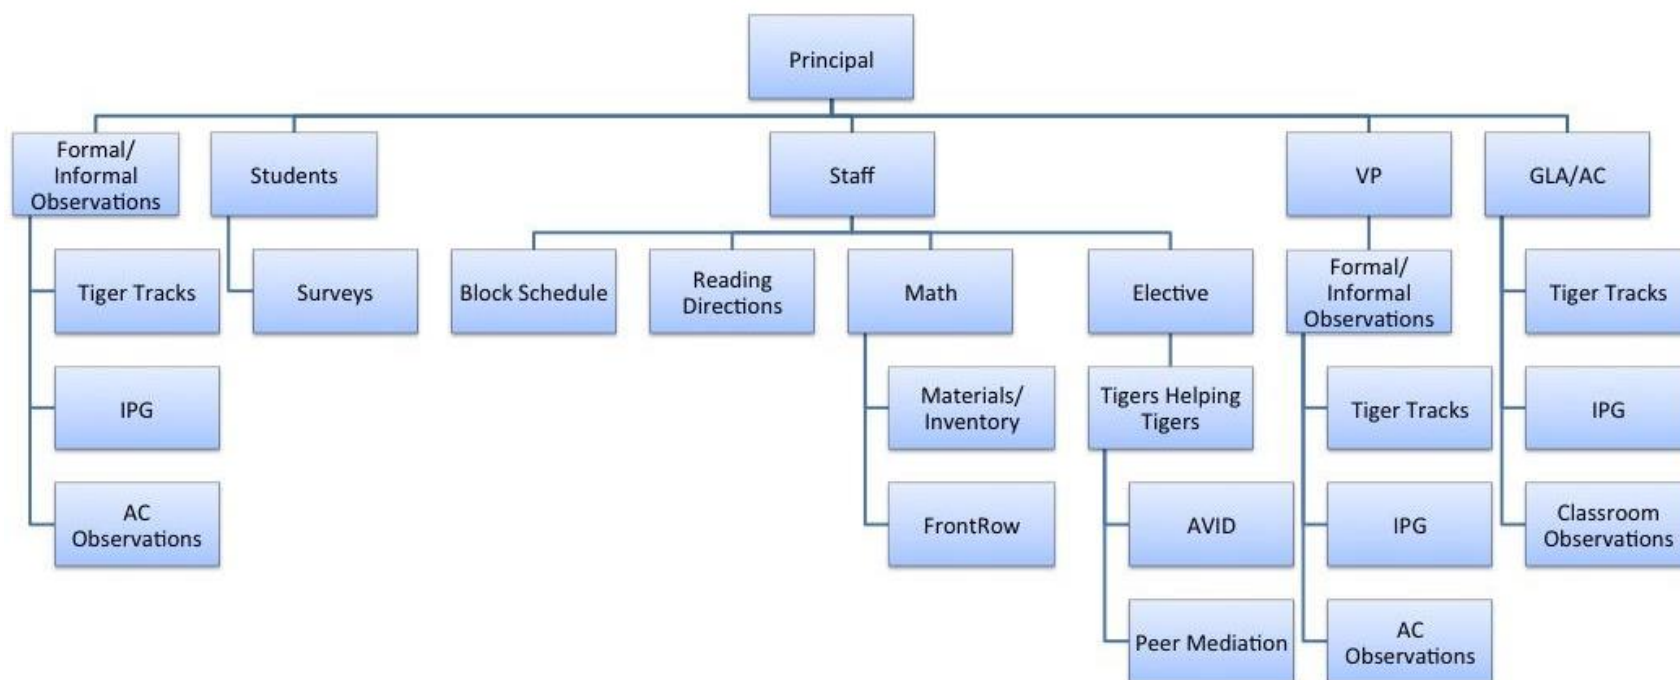 Principal
Formal/
Informal
Observations
Students
Staff
VP
GLA/AC
Tiger Tracks
Surveys
Block Schedule
Reading
Directions
Math
Elective
Formal/
Informal
Observations
Tiger Tracks
IPG
Materials/
Inventory
Tigers Helping
Tigers
Tiger Tracks
IPG
AC
Observations
FrontRow
AVID
IPG
Classroom
Observations
Peer Mediation
AC
Observations